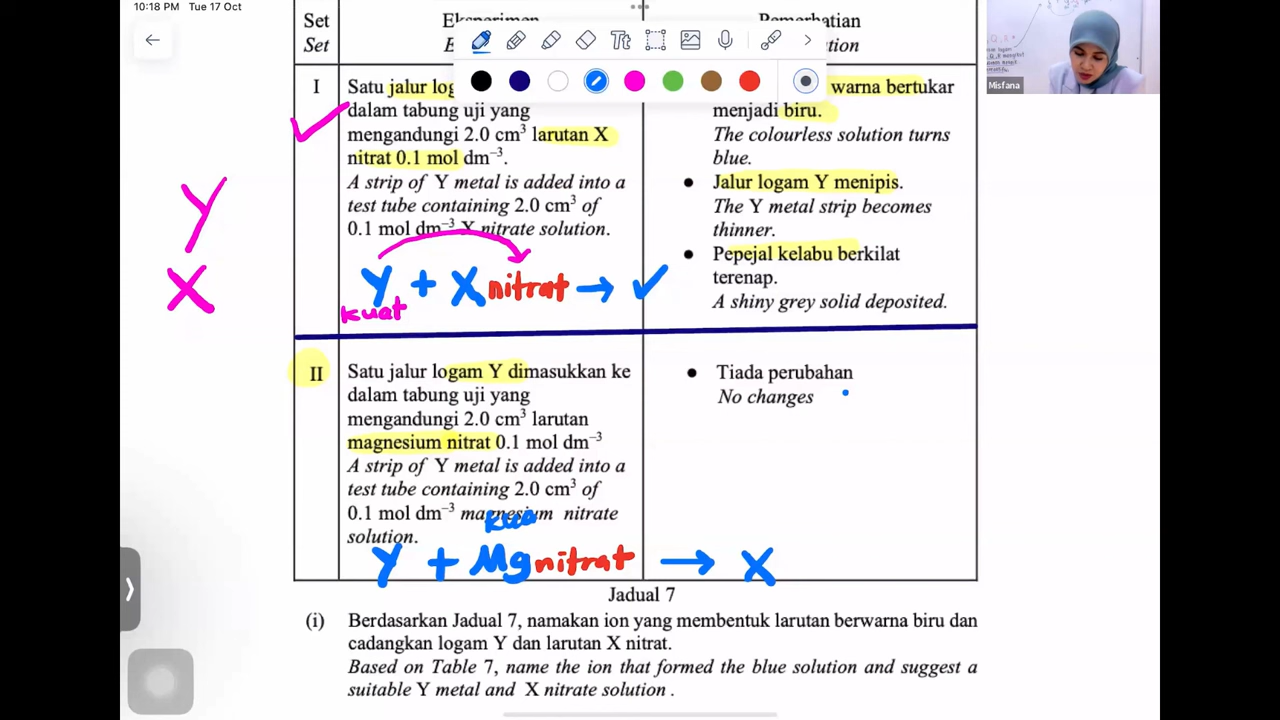 10:18 PM Tue 17 Oct
Set
Set
Eksperimen
E
Pemerhatian
tion
Tt
Misfana
I
Satu jalur log
dalam tabung uji yang
mengandungi 2.0 cm³ larutan X
nitrat 0.1 mol dm⁻³.
A strip of Y metal is added into a
test tube containing 2.0 cm³ of
0.1 mol dm⁻³ X nitrate solution.
Y + X nitrat → ✓
kuat
warna bertukar
menjadi biru.
The colourless solution turns
blue.
• Jalur logam Y menipis.
The Y metal strip becomes
thinner.
• Pepejal kelabu berkilat
terenap.
A shiny grey solid deposited.
Y
X
II
Satu jalur logam Y dimasukkan ke
dalam tabung uji yang
mengandungi 2.0 cm³ larutan
magnesium nitrat 0.1 mol dm⁻³
A strip of Y metal is added into a
test tube containing 2.0 cm³ of
0.1 mol dm⁻³ magnesium nitrate
solution.
kua
Y + Mg nitrat → X
• Tiada perubahan
No changes
Jadual 7
(i) Berdasarkan Jadual 7, namakan ion yang membentuk larutan berwarna biru dan
cadangkan logam Y dan larutan X nitrat.
Based on Table 7, name the ion that formed the blue solution and suggest a
suitable Y metal and X nitrate solution .